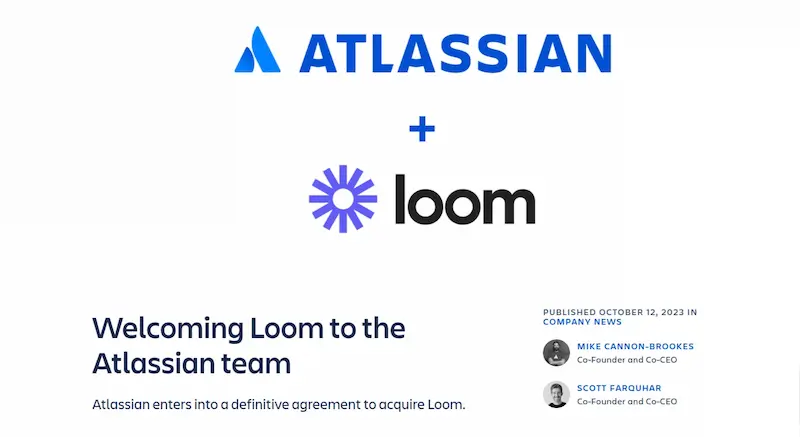 ATLASSIAN
+
loom
Welcoming Loom to the
Atlassian team
Atlassian enters into a definitive agreement to acquire Loom.
PUBLISHED OCTOBER 12, 2023 IN
COMPANY NEWS
MIKE CANNON-BROOKES
Co-Founder and Co-CEO
SCOTT FARQUHAR
Co-Founder and Co-CEO